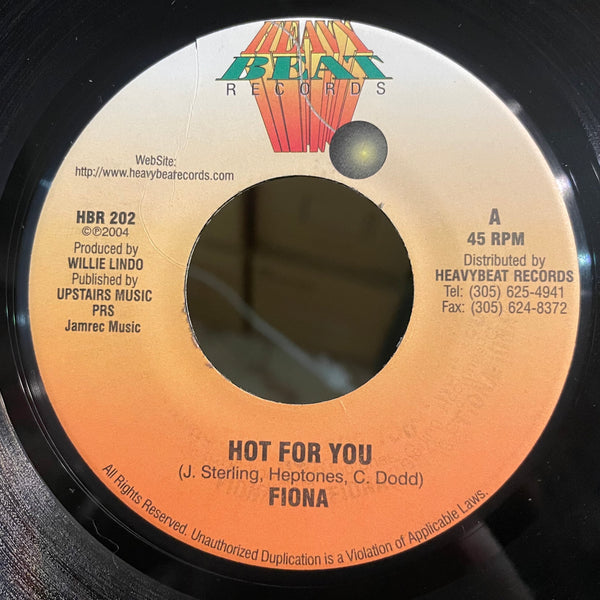 HEAVY
BEAT
RECORDS
WebSite:
http://www.heavybeatrecords.com
HBR 202
©℗2004
Produced by
WILLIE LINDO
Published by
UPSTAIRS MUSIC
PRS
Jamrec Music
A
45 RPM
Distributed by
HEAVYBEAT RECORDS
Tel: (305) 625-4941
Fax: (305) 624-8372
HOT FOR YOU
(J. Sterling, Heptones, C. Dodd)
FIONA
All Rights Reserved. Unauthorized Duplication is a Violation of Applicable Laws.